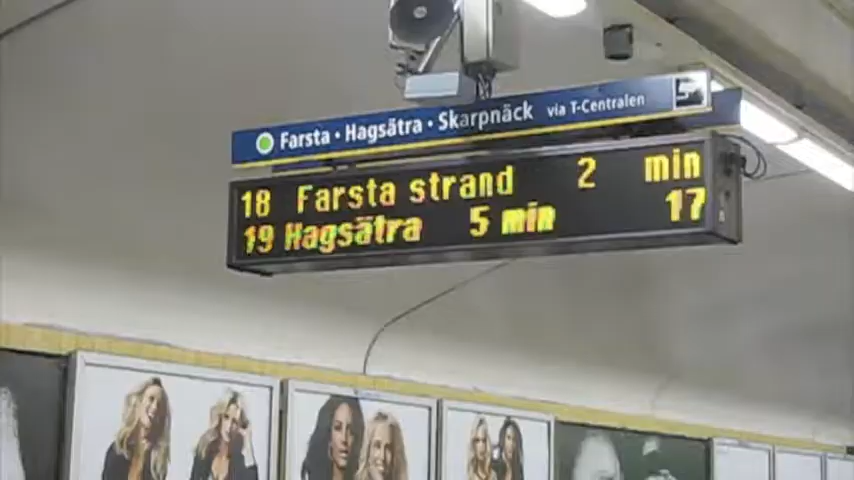 Farsta · Hagsätra · Skarpnäck via T-Centralen
18 Farsta strand 2 min
19 Hagsätra 5 min 17